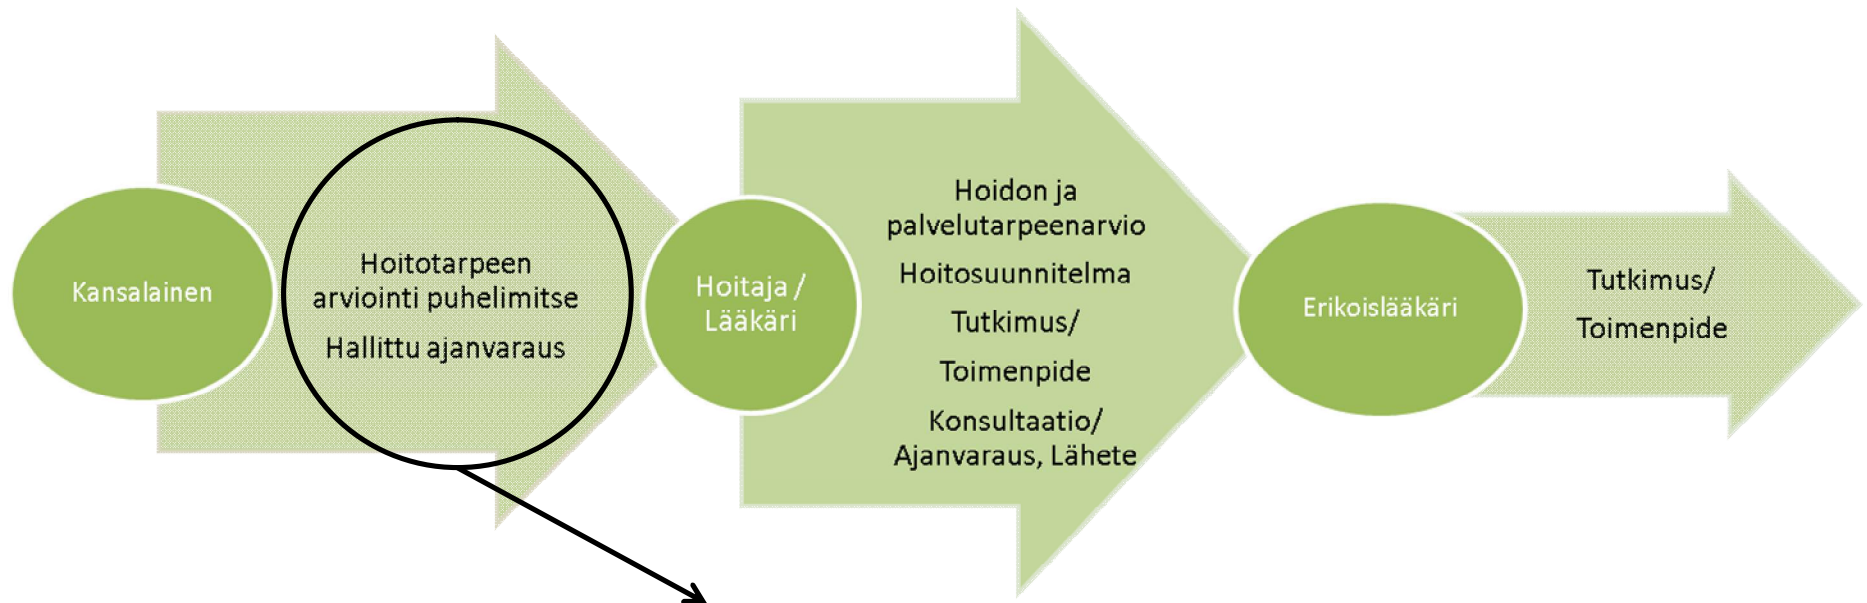 Kansalainen
Hoitotarpeen
arviointi puhelimitse
Hallittu ajanvaraus
Hoitaja /
Lääkäri
Hoidon ja
palvelutarpeenarvio
Hoitosuunnitelma
Tutkimus/
Toimenpide
Konsultaatio/
Ajanvaraus, Lähete
Erikoislääkäri
Tutkimus/
Toimenpide